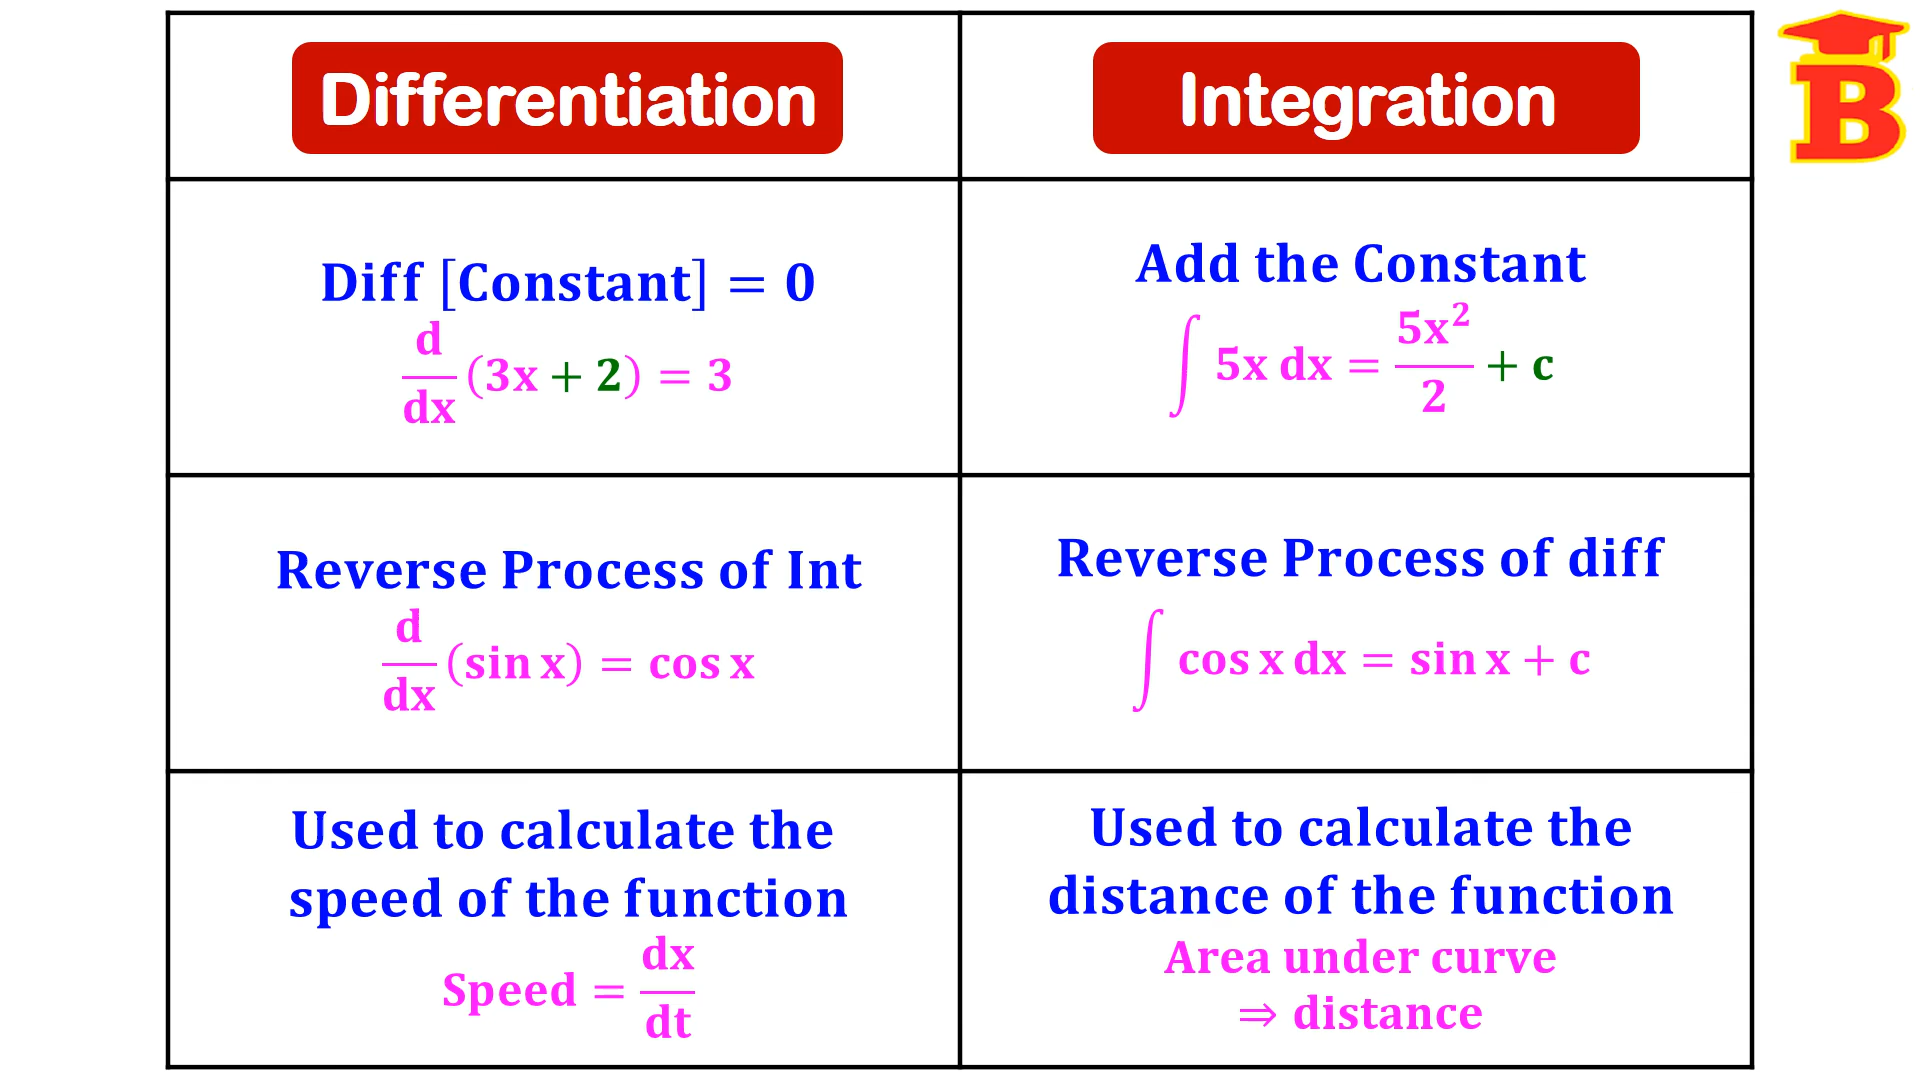 Differentiation
Integration
B
Diff [Constant] = 0
d/dx (3x + 2) = 3
Add the Constant
∫ 5x dx = 5x²/2 + c
Reverse Process of Int
d/dx (sin x) = cos x
Reverse Process of diff
∫ cos x dx = sin x + c
Used to calculate the
speed of the function
Speed = dx/dt
Used to calculate the
distance of the function
Area under curve
⇒ distance